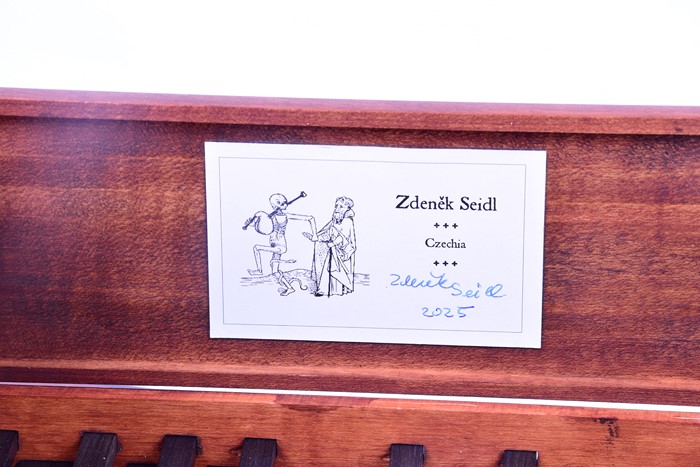 Zdeněk Seidl
+++
Czechia
+++
Zdeněk Seidl
2025